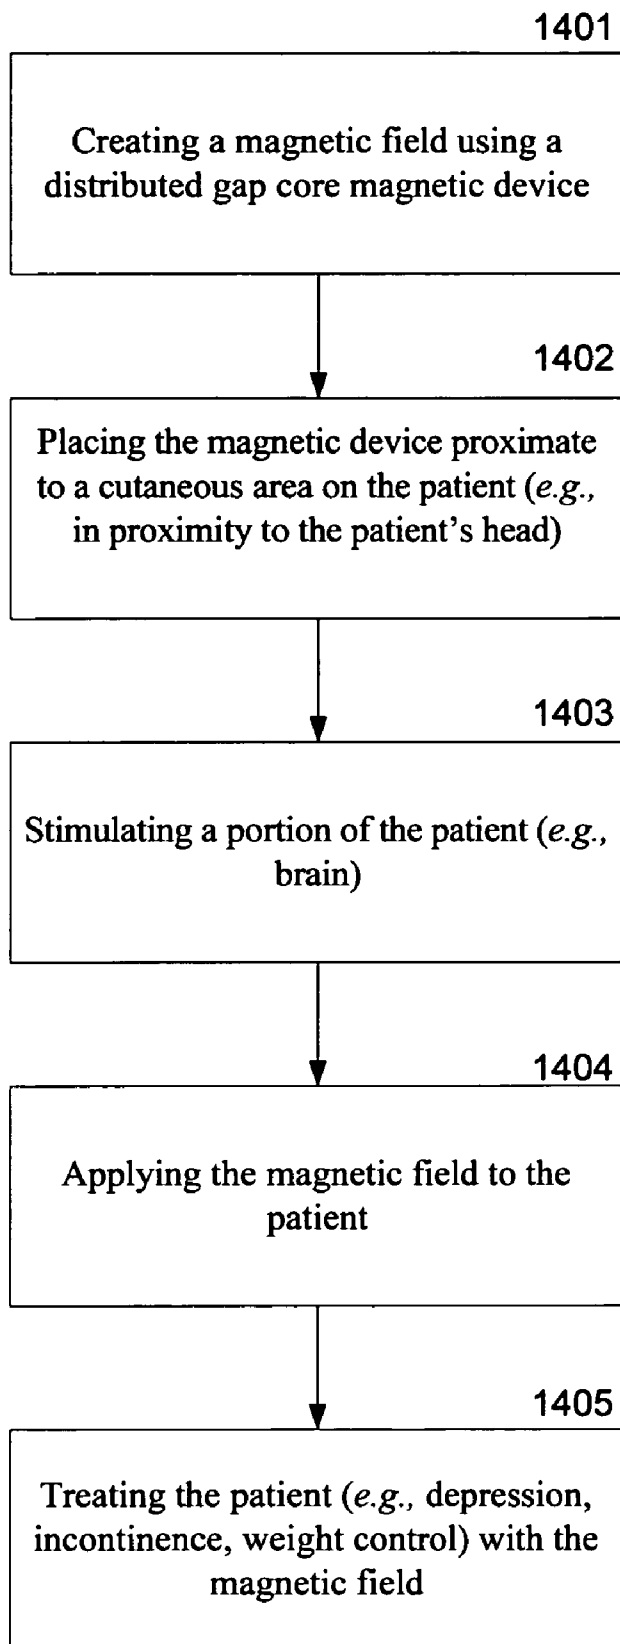 1401
Creating a magnetic field using a
distributed gap core magnetic device
1402
Placing the magnetic device proximate
to a cutaneous area on the patient (e.g.,
in proximity to the patient's head)
1403
Stimulating a portion of the patient (e.g.,
brain)
1404
Applying the magnetic field to the
patient
1405
Treating the patient (e.g., depression,
incontinence, weight control) with the
magnetic field